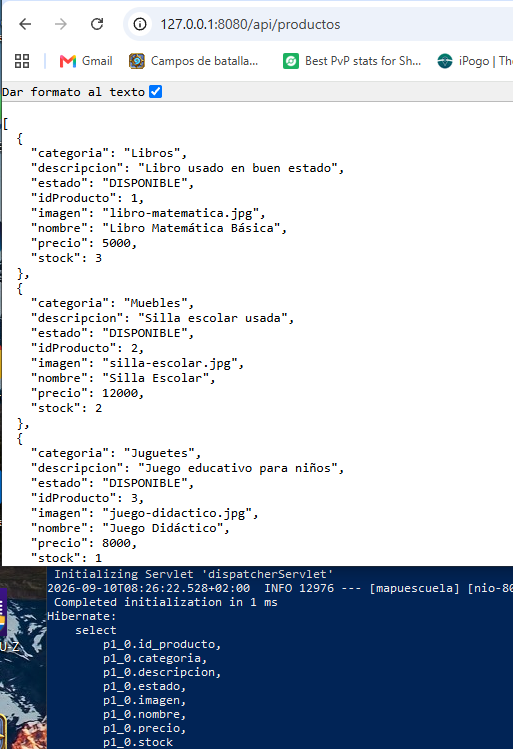 127.0.0.1:8080/api/productos
Gmail Campos de batalla... Best PvP stats for Sh... iPogo | Th
Dar formato al texto
[
  {
    "categoria": "Libros",
    "descripcion": "Libro usado en buen estado",
    "estado": "DISPONIBLE",
    "idProducto": 1,
    "imagen": "libro-matematica.jpg",
    "nombre": "Libro Matemática Básica",
    "precio": 5000,
    "stock": 3
  },
  {
    "categoria": "Muebles",
    "descripcion": "Silla escolar usada",
    "estado": "DISPONIBLE",
    "idProducto": 2,
    "imagen": "silla-escolar.jpg",
    "nombre": "Silla Escolar",
    "precio": 12000,
    "stock": 2
  },
  {
    "categoria": "Juguetes",
    "descripcion": "Juego educativo para niños",
    "estado": "DISPONIBLE",
    "idProducto": 3,
    "imagen": "juego-didactico.jpg",
    "nombre": "Juego Didáctico",
    "precio": 8000,
    "stock": 1
Initializing Servlet 'dispatcherServlet'
2026-09-10T08:26:22.528+02:00  INFO 12976 --- [mapuescuela] [nio-80
Completed initialization in 1 ms
Hibernate:
    select
        p1_0.id_producto,
        p1_0.categoria,
        p1_0.descripcion,
        p1_0.estado,
        p1_0.imagen,
        p1_0.nombre,
        p1_0.precio,
        p1_0.stock
U-Z